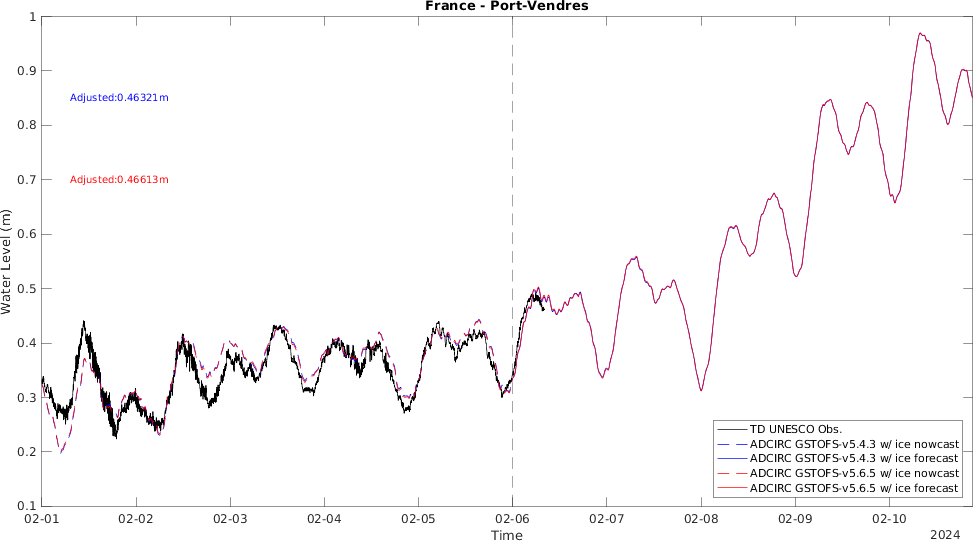 France - Port-Vendres
1
0.9
0.8
0.7
0.6
0.5
0.4
0.3
0.2
0.1
Water Level (m)
Adjusted:0.46321m
Adjusted:0.46613m
TD UNESCO Obs.
ADCIRC GSTOFS-v5.4.3 w/ ice nowcast
ADCIRC GSTOFS-v5.4.3 w/ ice forecast
ADCIRC GSTOFS-v5.6.5 w/ ice nowcast
ADCIRC GSTOFS-v5.6.5 w/ ice forecast
02-01 02-02 02-03 02-04 02-05 02-06 02-07 02-08 02-09 02-10
Time
2024